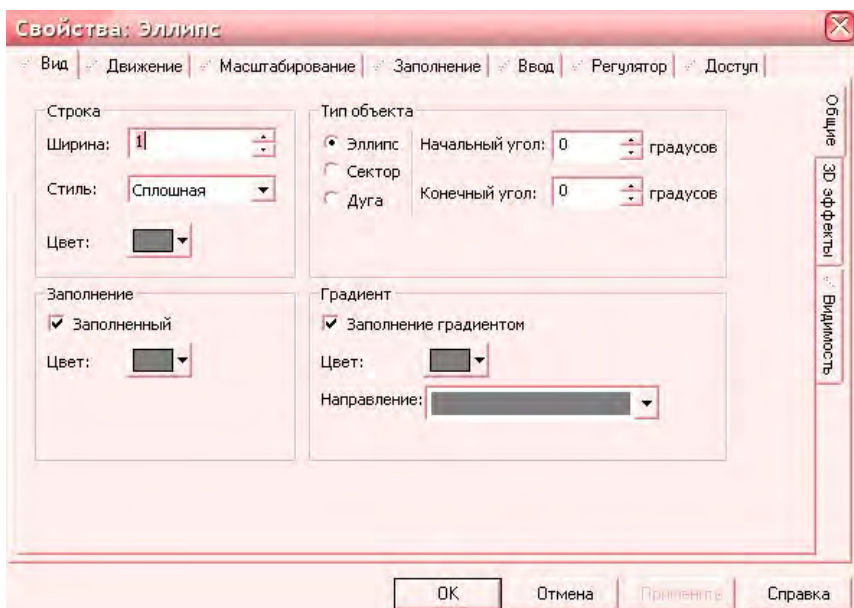 Свойства: Эллипс
Вид Движение Масштабирование Заполнение Ввод Регулятор Доступ
Строка
Ширина: 1
Стиль: Сплошная
Цвет:
Тип объекта
Эллипс
Сектор
Дуга
Начальный угол: 0 градусов
Конечный угол: 0 градусов
Заполнение
Заполненный
Цвет:
Градиент
Заполнение градиентом
Цвет:
Направление:
Общие
3D эффекты
Видимость
OK Отмена Применить Справка